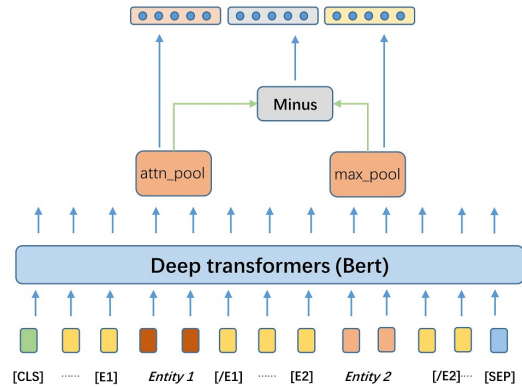 Minus
attn_pool max_pool
Deep transformers (Bert)
[CLS] ...... [E1] Entity 1 [/E1] ...... [E2] Entity 2 [/E2].... [SEP]